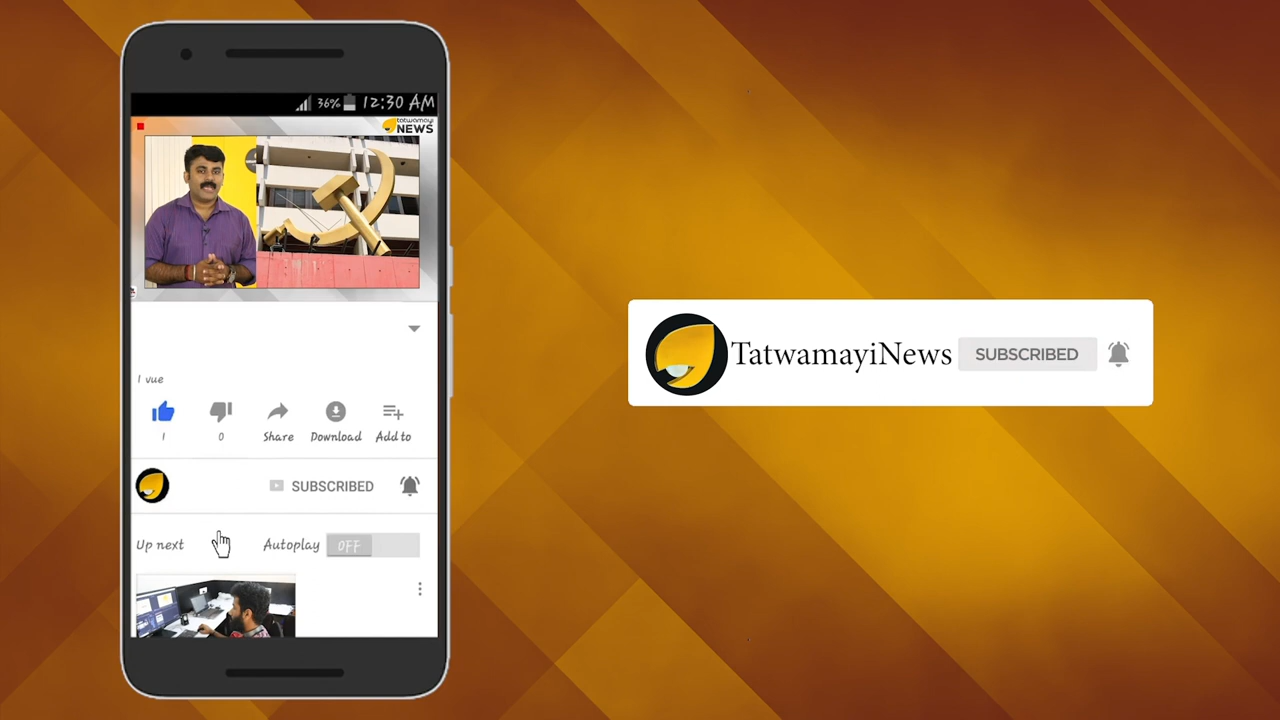 36% 12:30 AM
tatwamayi
NEWS
1 vue
1
0
Share
Download
Add to
SUBSCRIBED
Up next
Autoplay
OFF
TatwamayiNews
SUBSCRIBED